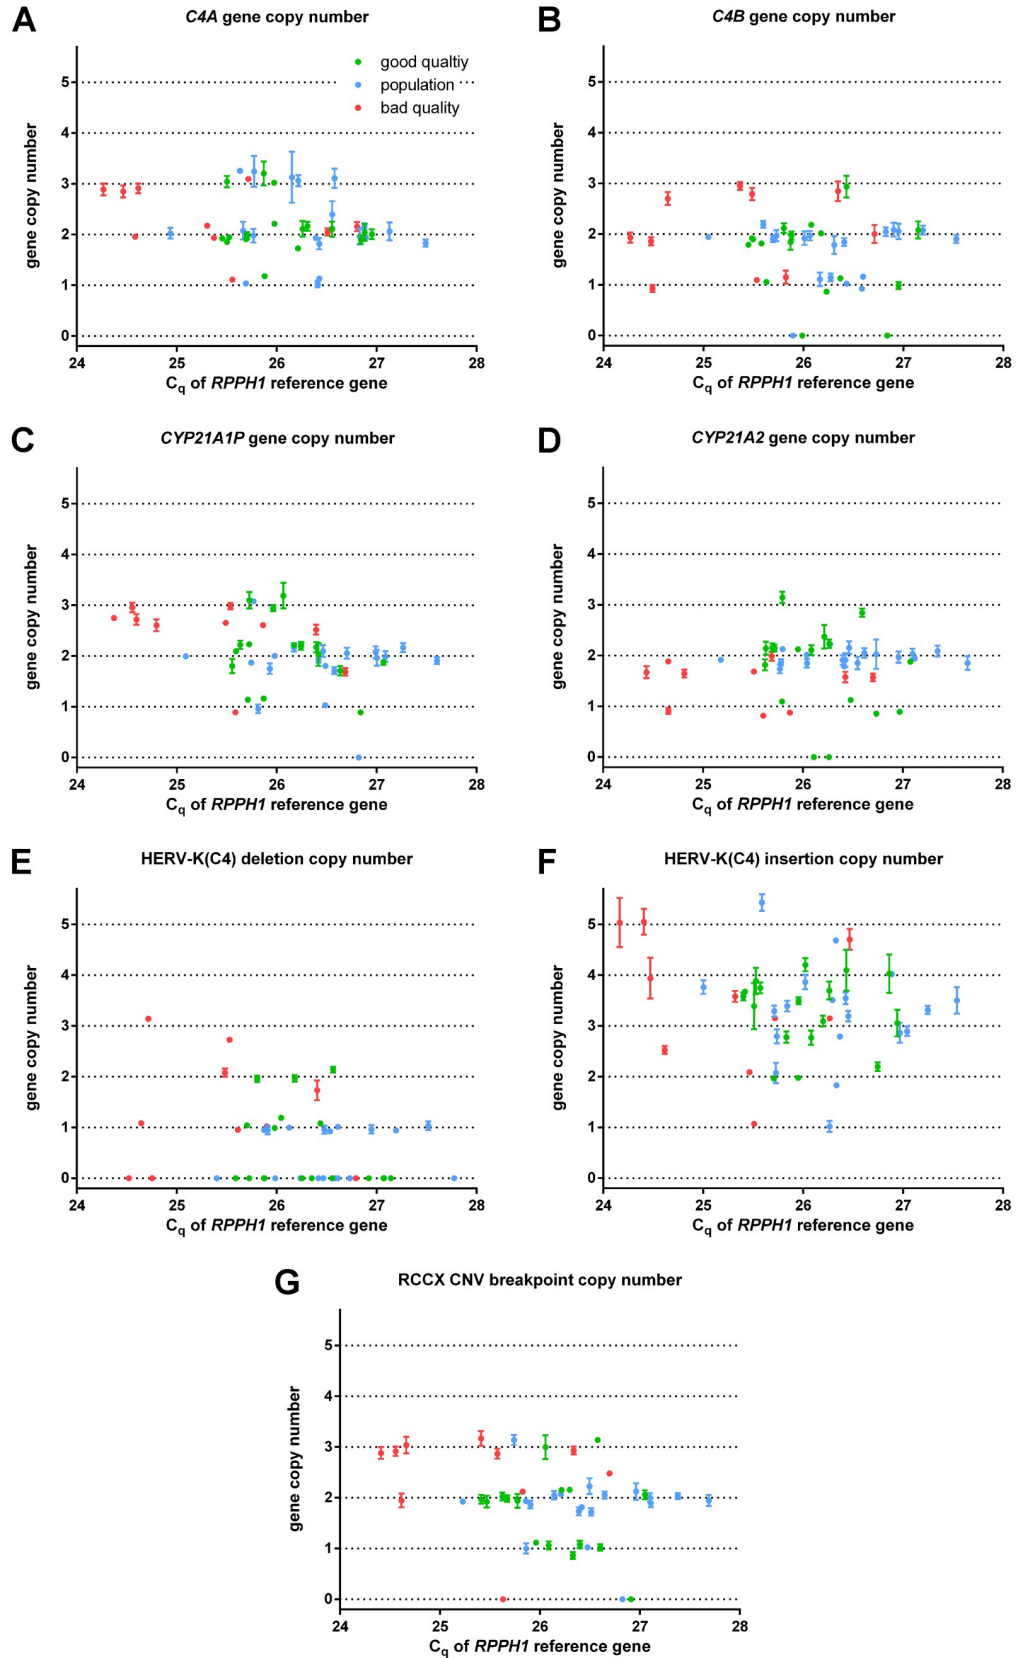 A
C4A gene copy number
good qualtiy
population
bad quality
gene copy number
5
4
3
2
1
0
24 25 26 27 28
Cq of RPPH1 reference gene
B
C4B gene copy number
gene copy number
5
4
3
2
1
0
24 25 26 27 28
Cq of RPPH1 reference gene
C
CYP21A1P gene copy number
gene copy number
5
4
3
2
1
0
24 25 26 27 28
Cq of RPPH1 reference gene
D
CYP21A2 gene copy number
gene copy number
5
4
3
2
1
0
24 25 26 27 28
Cq of RPPH1 reference gene
E
HERV-K(C4) deletion copy number
gene copy number
5
4
3
2
1
0
24 25 26 27 28
Cq of RPPH1 reference gene
F
HERV-K(C4) insertion copy number
gene copy number
5
4
3
2
1
0
24 25 26 27 28
Cq of RPPH1 reference gene
G
RCCX CNV breakpoint copy number
gene copy number
5
4
3
2
1
0
24 25 26 27 28
Cq of RPPH1 reference gene